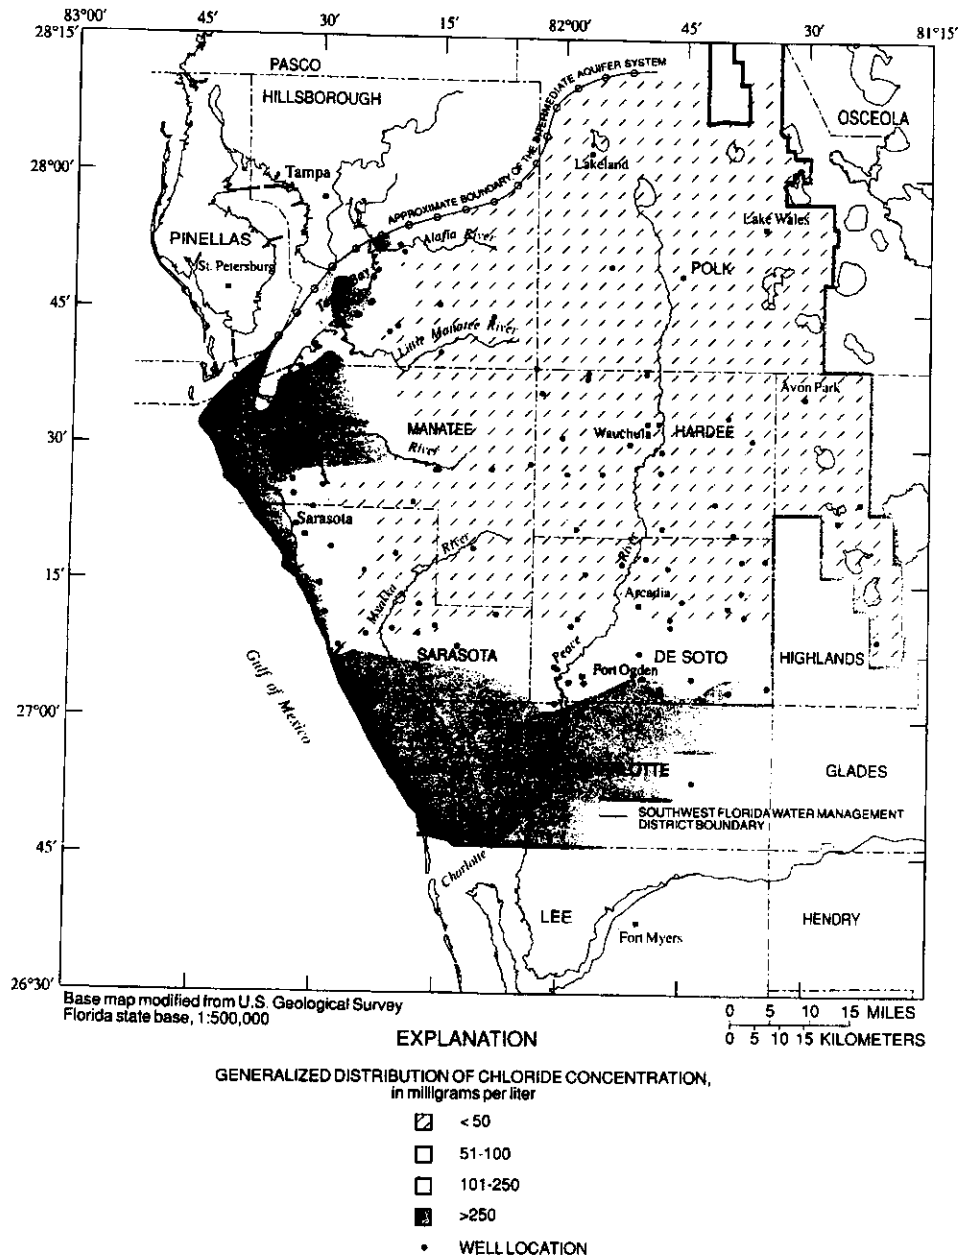 83°00′ 45′ 30′ 15′ 82°00′ 45′ 30′ 81°15′
28°15′
PASCO
HILLSBOROUGH
APPROXIMATE BOUNDARY OF THE INTERMEDIATE AQUIFER SYSTEM
OSCEOLA
28°00′
Tampa
Lakeland
Lake Wales
PINELLAS
St. Petersburg
Alafia River
POLK
Bay
45′
Little Manatee River
Avon Park
30′
MANATEE
River
Wauchula
HARDEE
Sarasota
River
River
15′
Myakka
Arcadia
Peace
SARASOTA
DE SOTO
HIGHLANDS
Fort Ogden
Gulf of Mexico
27°00′
GLADES
SOUTHWEST FLORIDA WATER MANAGEMENT
DISTRICT BOUNDARY
45′
Charlotte
LEE
HENDRY
Fort Myers
26°30′
Base map modified from U.S. Geological Survey
Florida state base, 1:500,000
0 5 10 15 MILES
0 5 10 15 KILOMETERS
EXPLANATION
GENERALIZED DISTRIBUTION OF CHLORIDE CONCENTRATION,
in milligrams per liter
< 50
51-100
101-250
>250
WELL LOCATION